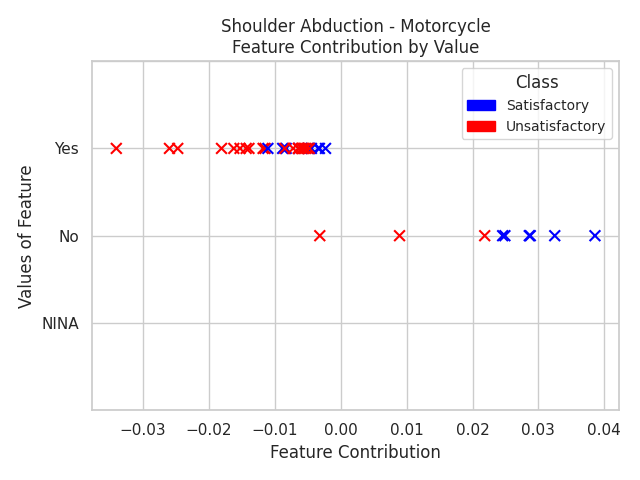 Shoulder Abduction - Motorcycle
Feature Contribution by Value
Class
Satisfactory
Unsatisfactory
Values of Feature
Yes
No
NINA
−0.03 −0.02 −0.01 0.00 0.01 0.02 0.03 0.04
Feature Contribution